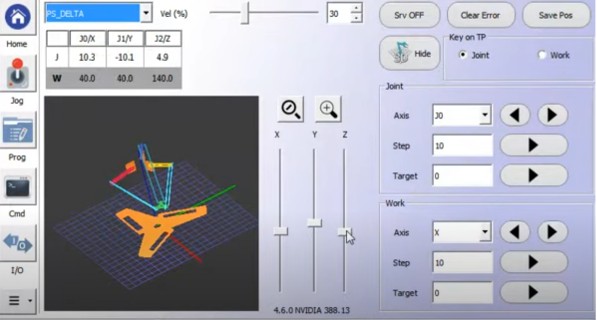 PS_DELTA Vel (%) 30 Srv OFF Clear Error Save Pos
Home
J0/X J1/Y J2/Z
J 10.3 -10.1 4.9
W 40.0 40.0 140.0
Hide
Key on TP
Joint Work
Jog
Joint
Axis J0
Step 10
Target 0
Prog
X Y Z
Cmd
Work
Axis X
Step 10
Target 0
I/O
4.6.0 NVIDIA 388.13